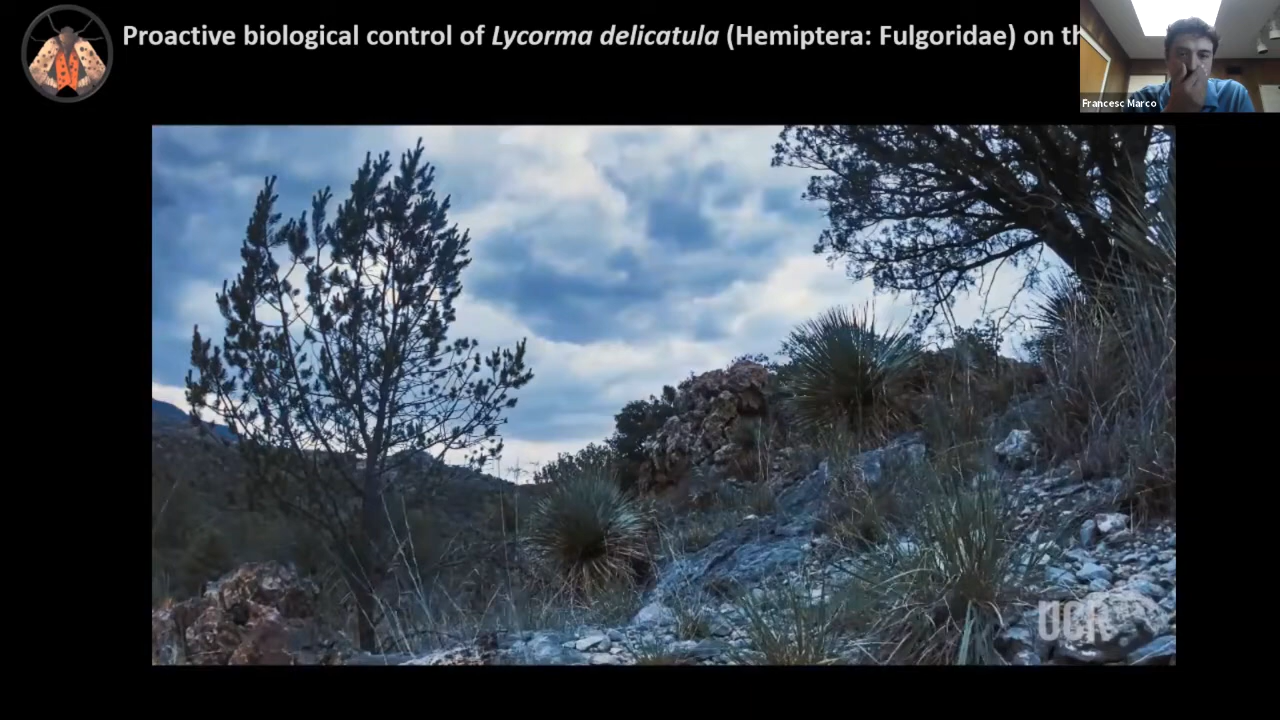 Proactive biological control of Lycorma delicatula (Hemiptera: Fulgoridae) on th
Francesc Marco
UCR